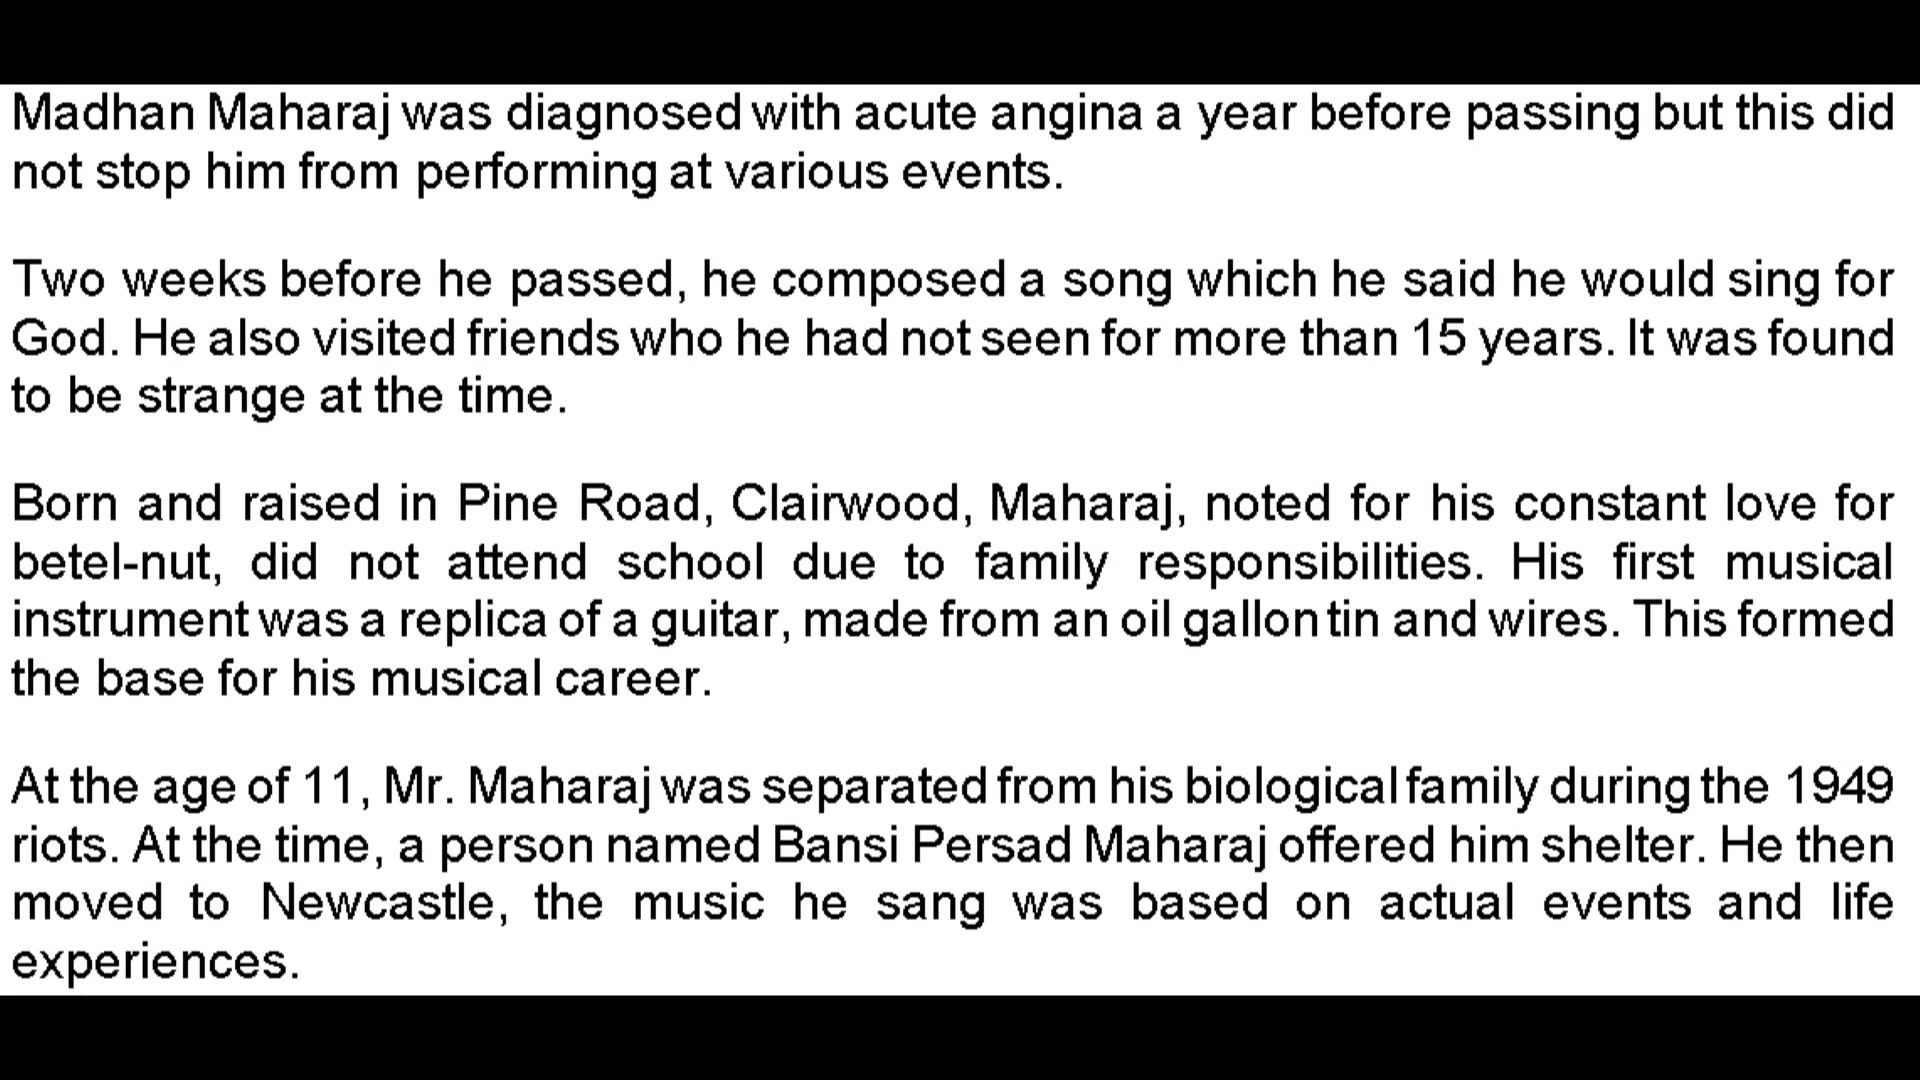 Madhan Maharaj was diagnosed with acute angina a year before passing but this did
not stop him from performing at various events.
Two weeks before he passed, he composed a song which he said he would sing for
God. He also visited friends who he had not seen for more than 15 years. It was found
to be strange at the time.
Born and raised in Pine Road, Clairwood, Maharaj, noted for his constant love for
betel-nut, did not attend school due to family responsibilities. His first musical
instrument was a replica of a guitar, made from an oil gallon tin and wires. This formed
the base for his musical career.
At the age of 11, Mr. Maharaj was separated from his biological family during the 1949
riots. At the time, a person named Bansi Persad Maharaj offered him shelter. He then
moved to Newcastle, the music he sang was based on actual events and life
experiences.